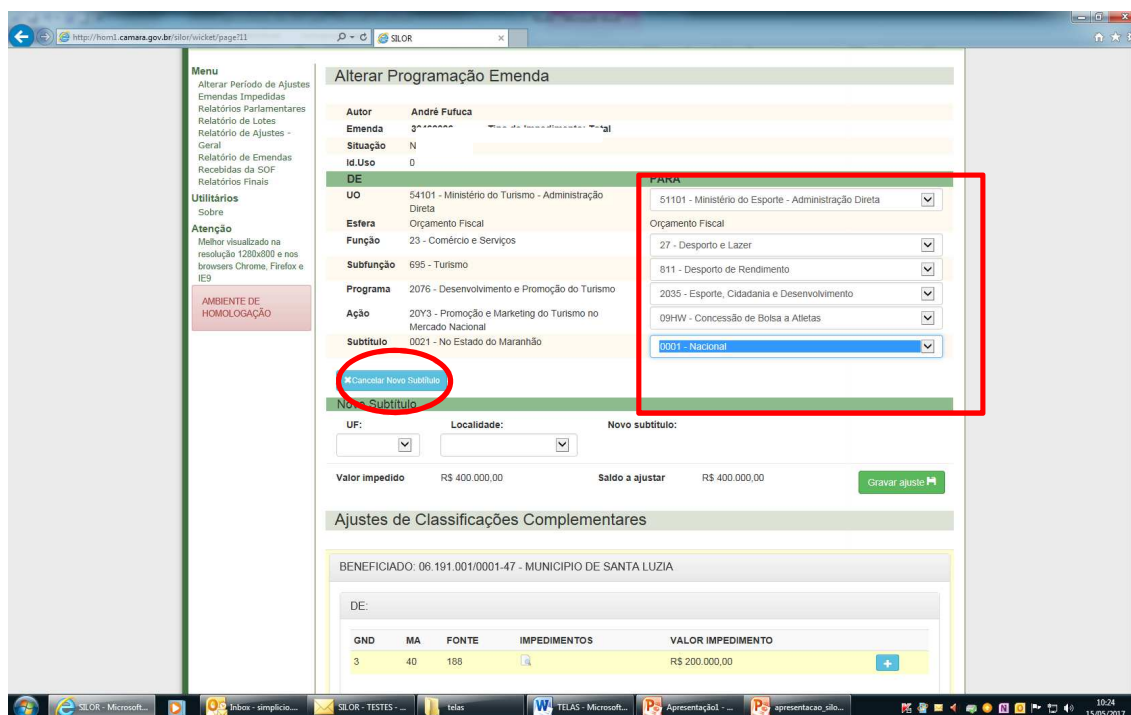 http://hom1.camara.gov.br/silor/wicket/page?11
SILOR
Menu
Alterar Período de Ajustes
Emendas Impedidas
Relatórios Parlamentares
Relatório de Lotes
Relatório de Ajustes -
Geral
Relatório de Emendas
Recebidas da SOF
Relatórios Finais
Utilitários
Sobre
Atenção
Melhor visualizado na
resolução 1280x800 e nos
browsers Chrome, Firefox e
IE9
AMBIENTE DE
HOMOLOGAÇÃO
Alterar Programação Emenda
Autor André Fufuca
Emenda
Situação N
Id.Uso 0
DE PARA
UO 54101 - Ministério do Turismo - Administração
Direta
51101 - Ministério do Esporte - Administração Direta
Esfera Orçamento Fiscal Orçamento Fiscal
Função 23 - Comércio e Serviços 27 - Desporto e Lazer
Subfunção 695 - Turismo 811 - Desporto de Rendimento
Programa 2076 - Desenvolvimento e Promoção do Turismo 2035 - Esporte, Cidadania e Desenvolvimento
Ação 20Y3 - Promoção e Marketing do Turismo no
Mercado Nacional
09HW - Concessão de Bolsa a Atletas
Subtítulo 0021 - No Estado do Maranhão 0001 - Nacional
Cancelar Novo Subtítulo
Novo Subtítulo
UF: Localidade: Novo subtítulo:
Valor impedido R$ 400.000,00 Saldo a ajustar R$ 400.000,00 Gravar ajuste
Ajustes de Classificações Complementares
BENEFICIADO: 06.191.001/0001-47 - MUNICIPIO DE SANTA LUZIA
DE:
GND MA FONTE IMPEDIMENTOS VALOR IMPEDIMENTO
3 40 188 R$ 200.000,00 +
SILOR - Microsoft... Inbox - simplicio... SILOR - TESTES - ... telas TELAS - Microsoft... Apresentação1 - ... apresentacao_silo... 10:24
15/05/2017